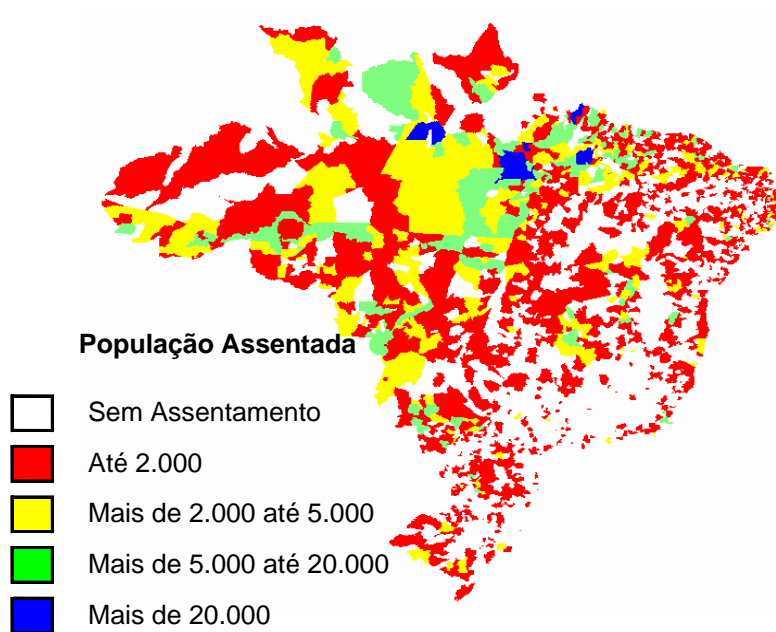 População Assentada
Sem Assentamento
Até 2.000
Mais de 2.000 até 5.000
Mais de 5.000 até 20.000
Mais de 20.000